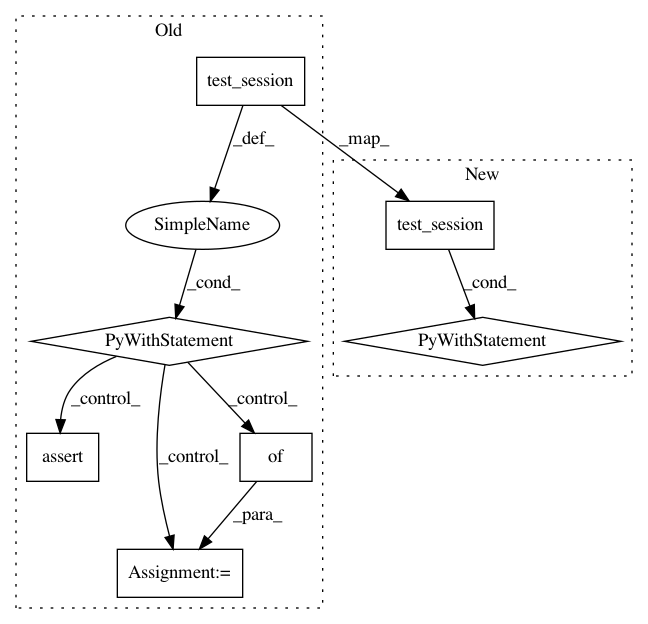 Old
test_session
_def_
_map_
New
SimpleName
test_session
_cond_
_cond_
PyWithStatement
PyWithStatement
_control_
_control_
_control_
assert
of
_para_
Assignment:=